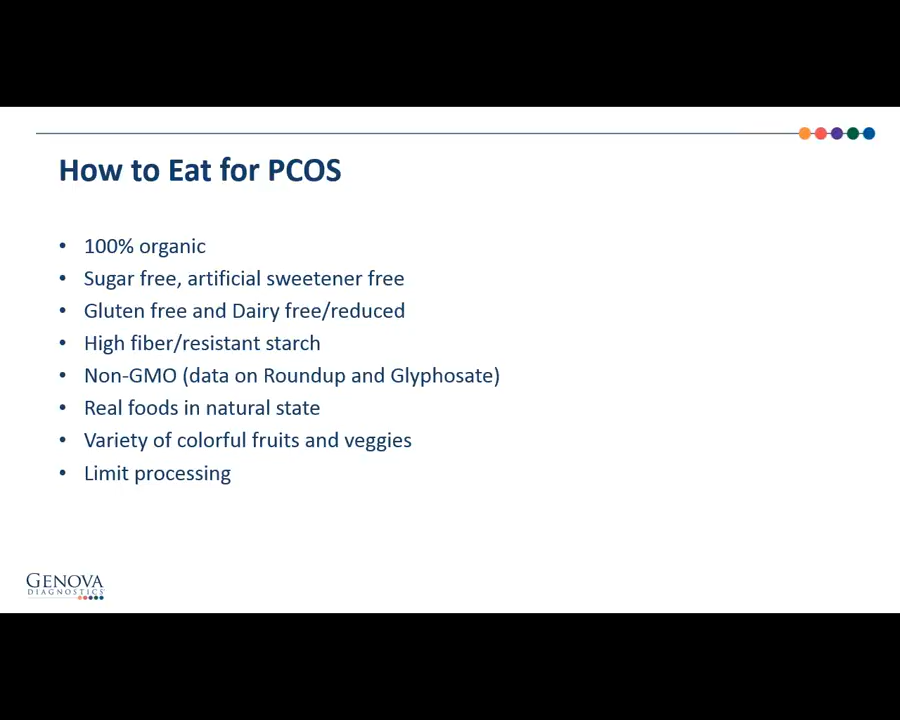 How to Eat for PCOS
• 100% organic
• Sugar free, artificial sweetener free
• Gluten free and Dairy free/reduced
• High fiber/resistant starch
• Non-GMO (data on Roundup and Glyphosate)
• Real foods in natural state
• Variety of colorful fruits and veggies
• Limit processing
GENOVA
DIAGNOSTICS